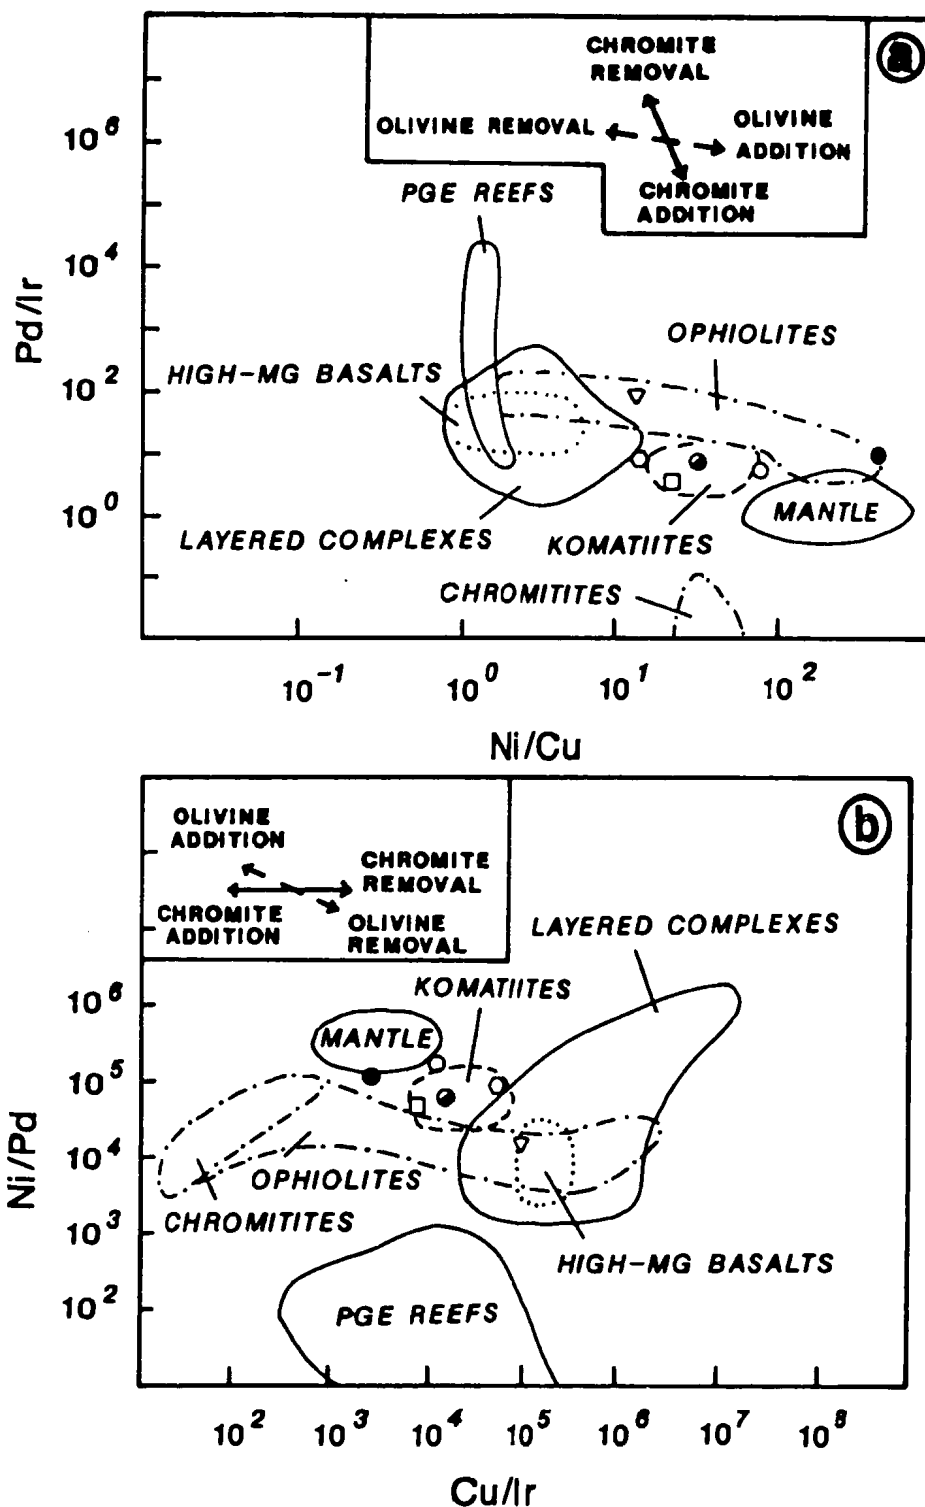 a
CHROMITE
REMOVAL
OLIVINE REMOVAL
OLIVINE
ADDITION
CHROMITE
ADDITION
PGE REEFS
OPHIOLITES
HIGH-MG BASALTS
MANTLE
LAYERED COMPLEXES
KOMATIITES
CHROMITITES
Pd/Ir
10^6
10^4
10^2
10^0
10^-1
10^0
10^1
10^2
Ni/Cu
b
OLIVINE
ADDITION
CHROMITE
REMOVAL
CHROMITE
ADDITION
OLIVINE
REMOVAL
LAYERED COMPLEXES
KOMATIITES
MANTLE
OPHIOLITES
CHROMITITES
HIGH-MG BASALTS
PGE REEFS
Ni/Pd
10^6
10^5
10^4
10^3
10^2
10^2
10^3
10^4
10^5
10^6
10^7
10^8
Cu/Ir